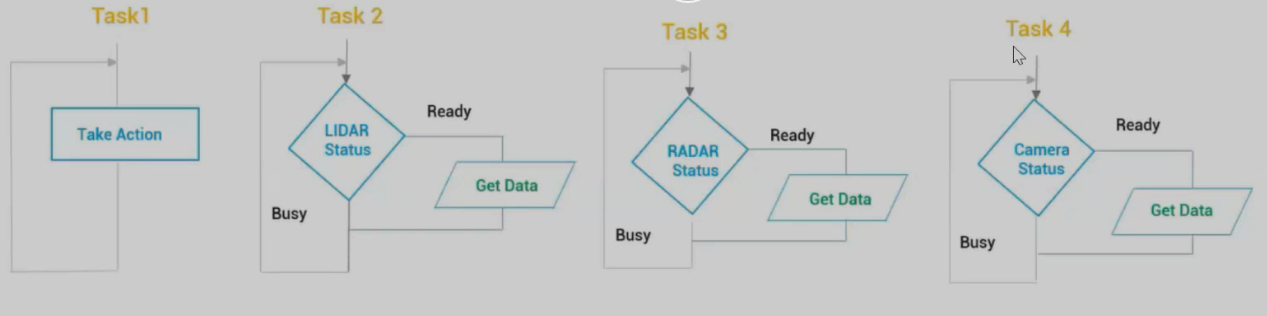 Task1
Take Action
Task 2
LIDAR
Status
Ready
Get Data
Busy
Task 3
RADAR
Status
Ready
Get Data
Busy
Task 4
Camera
Status
Ready
Get Data
Busy